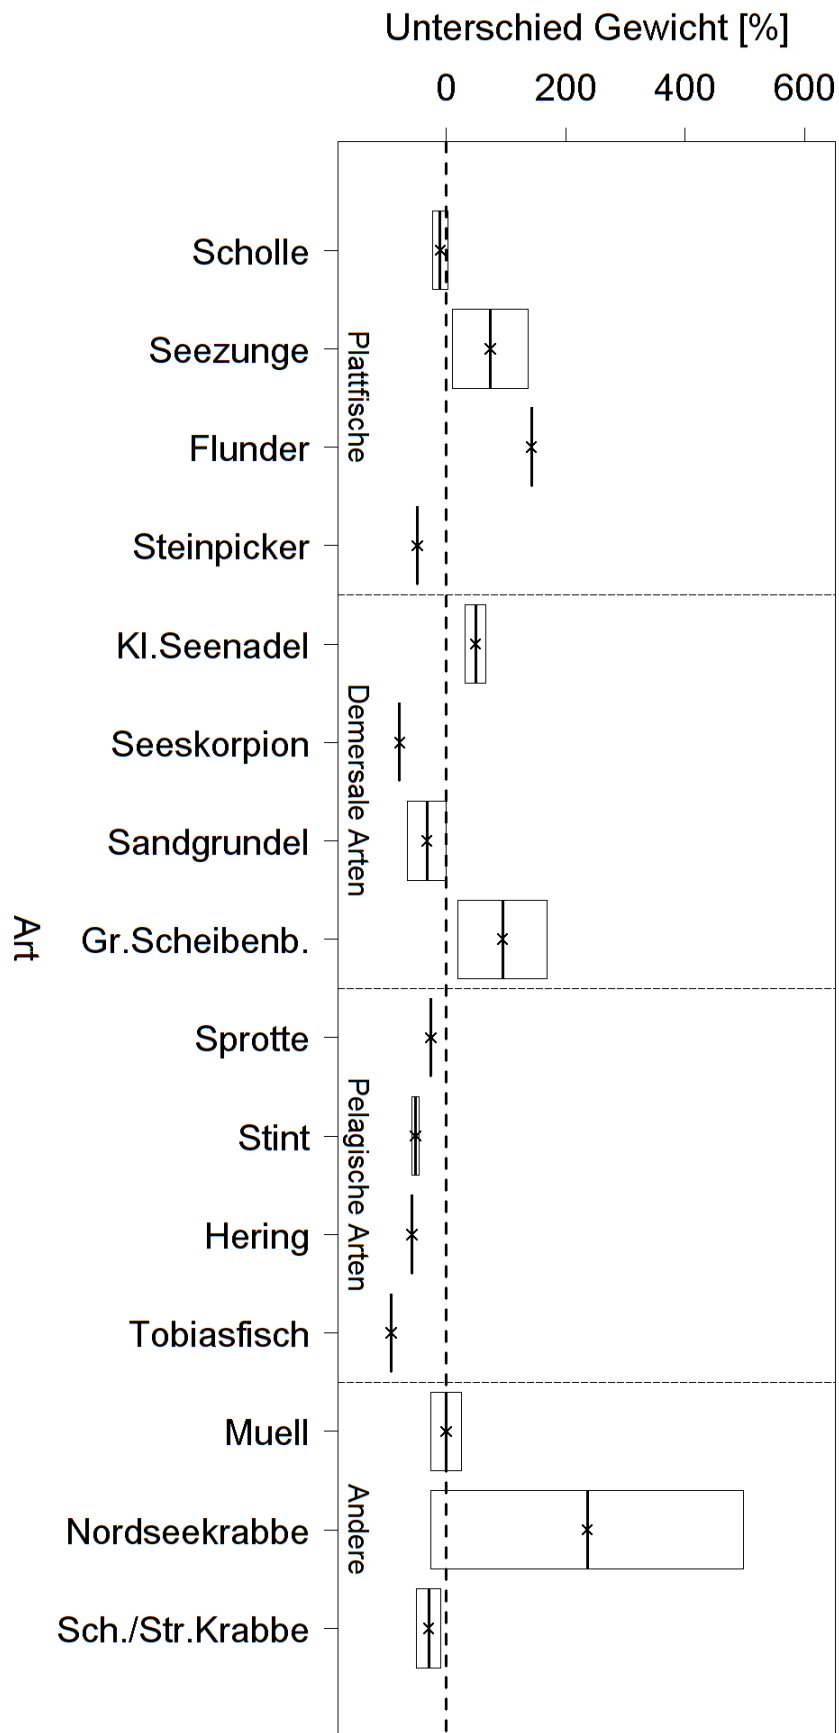 Unterschied Gewicht [%]
0 200 400 600
Scholle
Seezunge
Flunder
Steinpicker
Kl.Seenadel
Seeskorpion
Sandgrundel
Gr.Scheibenb.
Sprotte
Stint
Hering
Tobiasfisch
Muell
Nordseekrabbe
Sch./Str.Krabbe
Plattfische
Demersale Arten
Pelagische Arten
Andere
Art